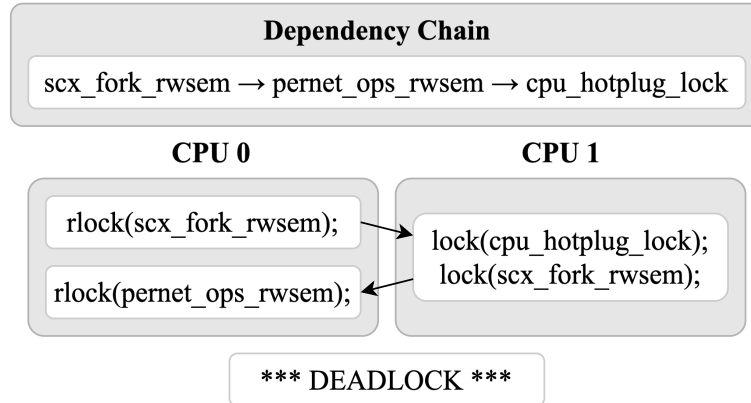 Dependency Chain
scx_fork_rwsem → pernet_ops_rwsem → cpu_hotplug_lock
CPU 0
CPU 1
rlock(scx_fork_rwsem);
rlock(pernet_ops_rwsem);
lock(cpu_hotplug_lock);
lock(scx_fork_rwsem);
*** DEADLOCK ***